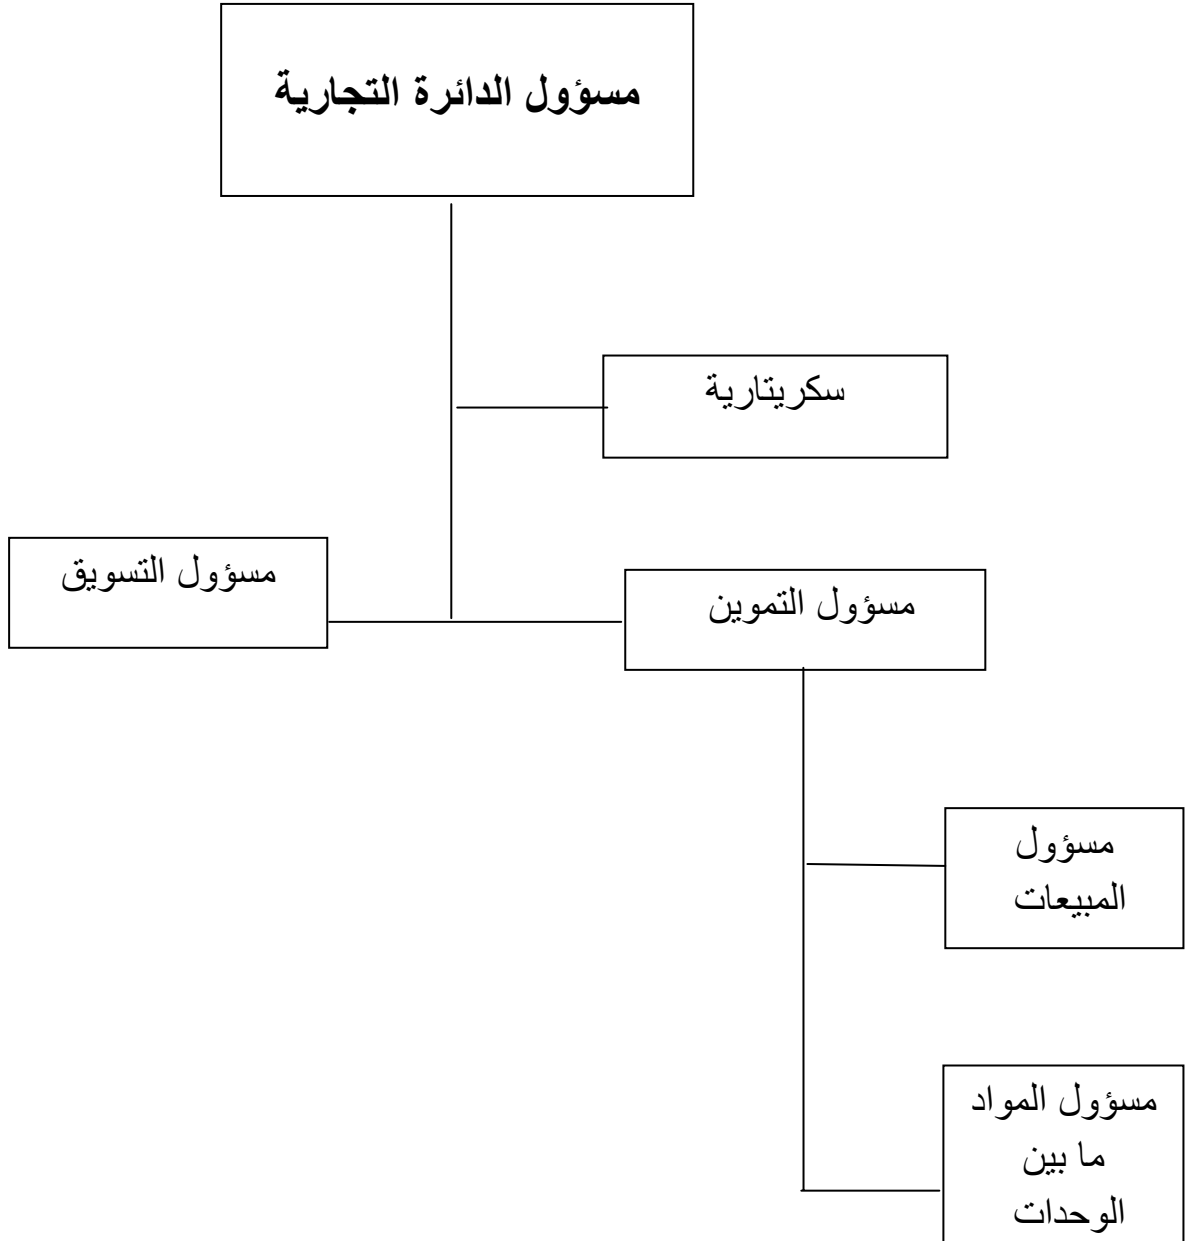 مسؤول الدائرة التجارية
سكريتارية
مسؤول التسويق
مسؤول التموين
مسؤول
المبيعات
مسؤول المواد
ما بين
الوحدات